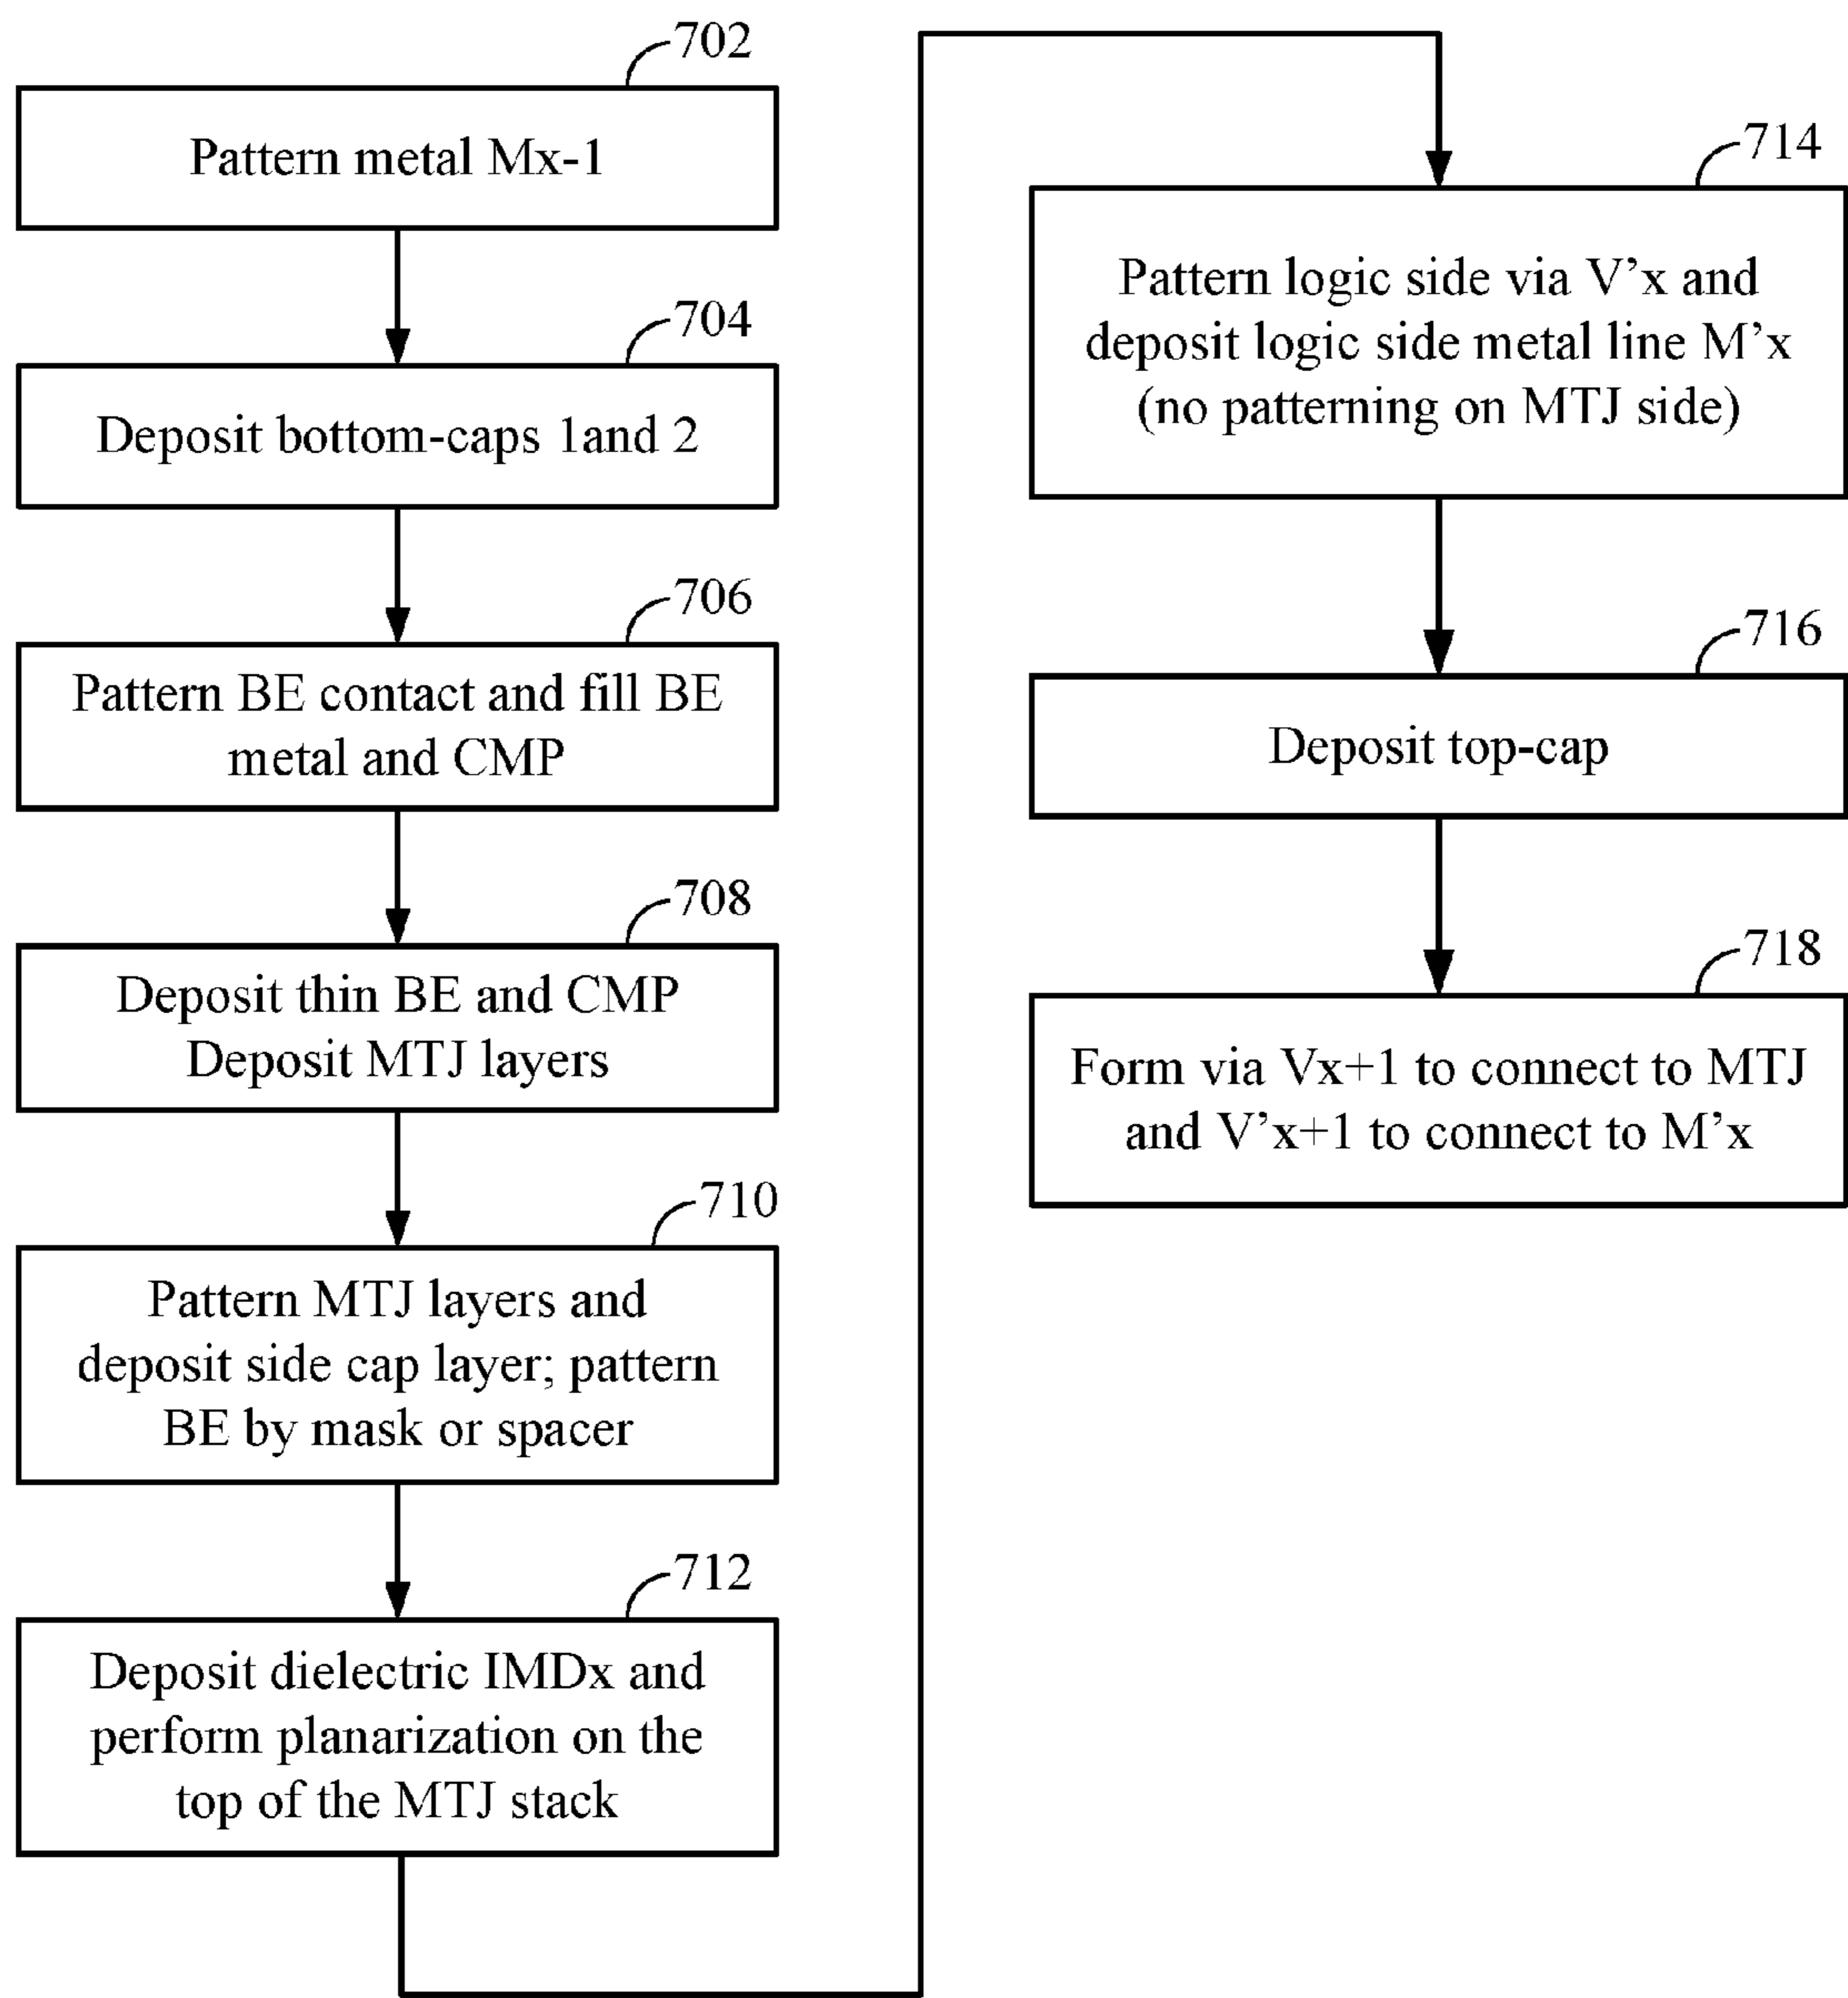 702
Pattern metal Mx-1
704
Deposit bottom-caps 1and 2
706
Pattern BE contact and fill BE
metal and CMP
708
Deposit thin BE and CMP
Deposit MTJ layers
710
Pattern MTJ layers and
deposit side cap layer; pattern
BE by mask or spacer
712
Deposit dielectric IMDx and
perform planarization on the
top of the MTJ stack
714
Pattern logic side via V’x and
deposit logic side metal line M’x
(no patterning on MTJ side)
716
Deposit top-cap
718
Form via Vx+1 to connect to MTJ
and V’x+1 to connect to M’x